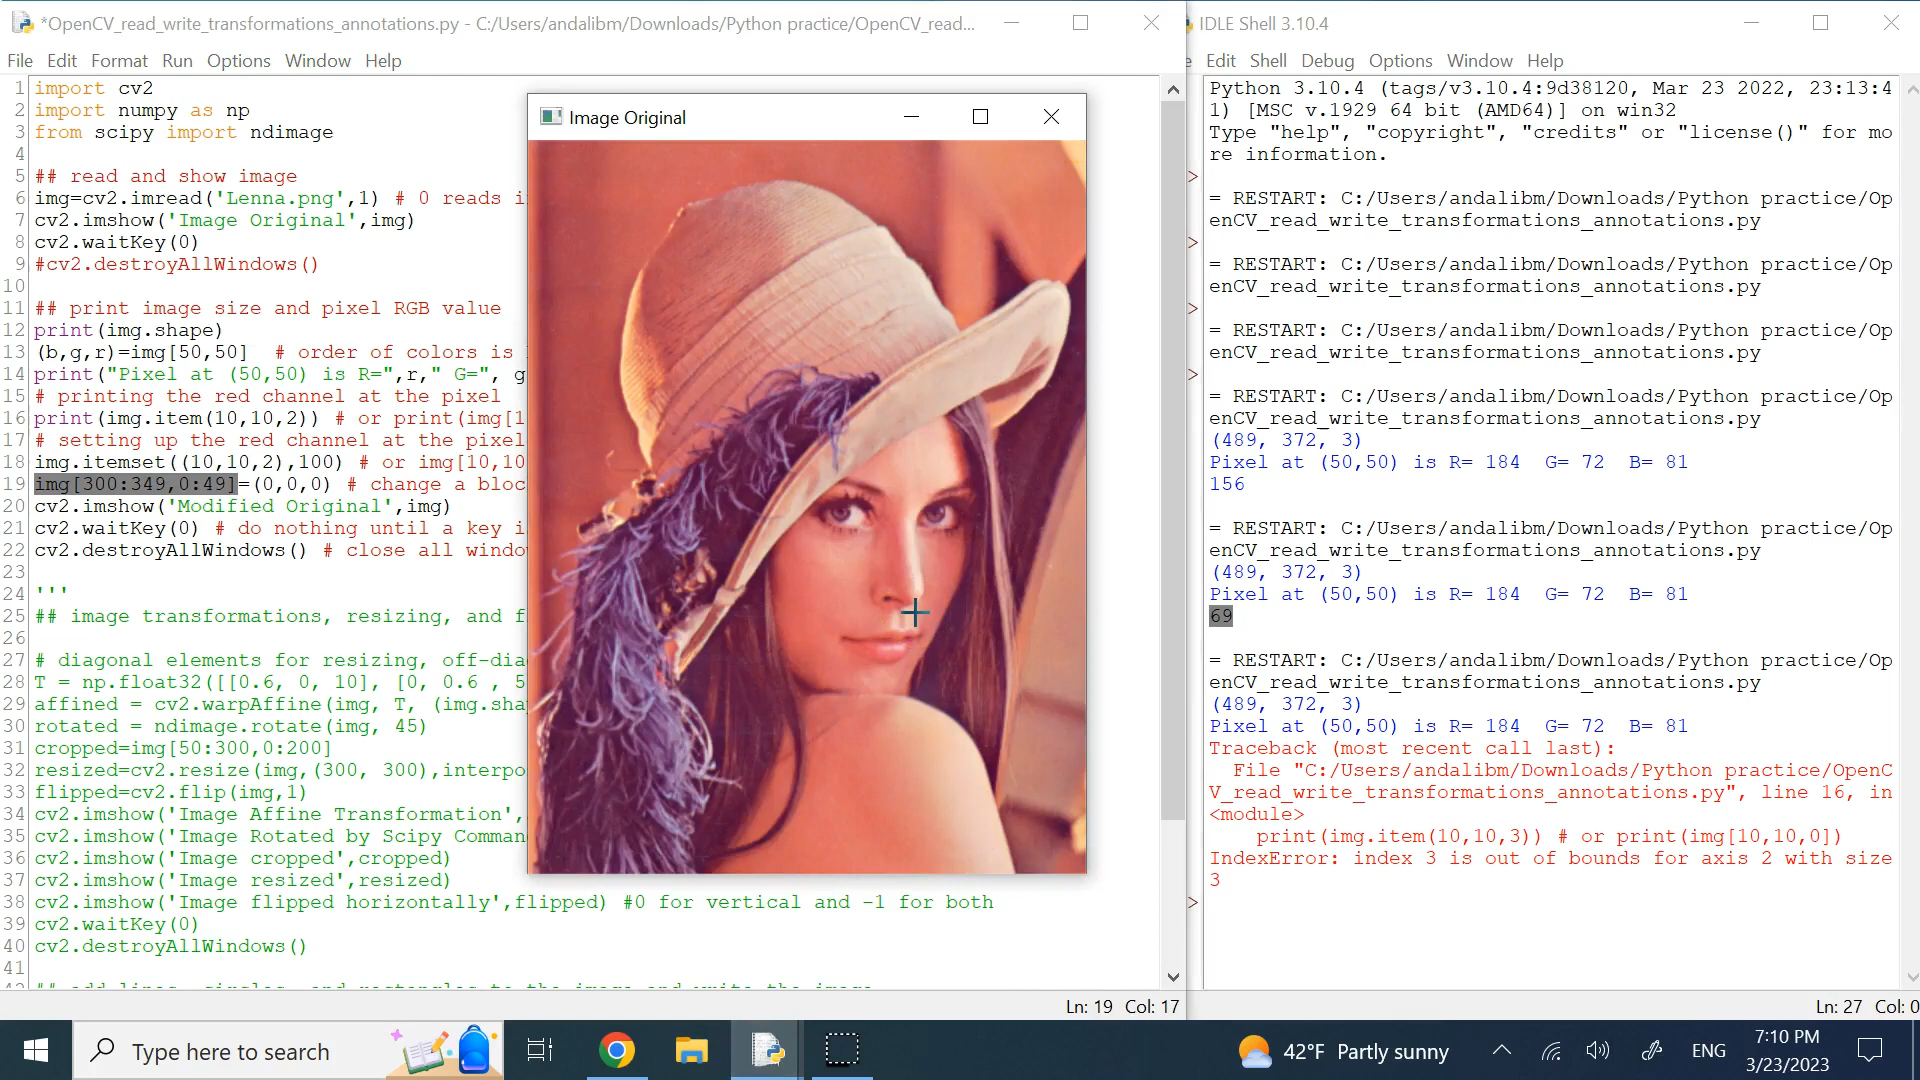 *OpenCV_read_write_transformations_annotations.py - C:/Users/andalibm/Downloads/Python practice/OpenCV_read...
File Edit Format Run Options Window Help
1 import cv2
2 import numpy as np
3 from scipy import ndimage
4
5 ## read and show image
6 img=cv2.imread('Lenna.png',1) # 0 reads i
7 cv2.imshow('Image Original',img)
8 cv2.waitKey(0)
9 #cv2.destroyAllWindows()
10
11 ## print image size and pixel RGB value
12 print(img.shape)
13 (b,g,r)=img[50,50]  # order of colors is
14 print("Pixel at (50,50) is R=",r," G=", g
15 # printing the red channel at the pixel
16 print(img.item(10,10,2)) # or print(img[1
17 # setting up the red channel at the pixel
18 img.itemset((10,10,2),100) # or img[10,10
19 img[300:349,0:49]=(0,0,0) # change a bloc
20 cv2.imshow('Modified Original',img)
21 cv2.waitKey(0) # do nothing until a key i
22 cv2.destroyAllWindows() # close all windo
23
24 '''
25 ## image transformations, resizing, and f
26
27 # diagonal elements for resizing, off-dia
28 T = np.float32([[0.6, 0, 10], [0, 0.6 , 5
29 affined = cv2.warpAffine(img, T, (img.sha
30 rotated = ndimage.rotate(img, 45)
31 cropped=img[50:300,0:200]
32 resized=cv2.resize(img,(300, 300),interpo
33 flipped=cv2.flip(img,1)
34 cv2.imshow('Image Affine Transformation',
35 cv2.imshow('Image Rotated by Scipy Comman
36 cv2.imshow('Image cropped',cropped)
37 cv2.imshow('Image resized',resized)
38 cv2.imshow('Image flipped horizontally',flipped) #0 for vertical and -1 for both
39 cv2.waitKey(0)
40 cv2.destroyAllWindows()
41
Ln: 19 Col: 17
Image Original
IDLE Shell 3.10.4
Edit Shell Debug Options Window Help
Python 3.10.4 (tags/v3.10.4:9d38120, Mar 23 2022, 23:13:4
1) [MSC v.1929 64 bit (AMD64)] on win32
Type "help", "copyright", "credits" or "license()" for mo
re information.
>
= RESTART: C:/Users/andalibm/Downloads/Python practice/Op
enCV_read_write_transformations_annotations.py
>
= RESTART: C:/Users/andalibm/Downloads/Python practice/Op
enCV_read_write_transformations_annotations.py
>
= RESTART: C:/Users/andalibm/Downloads/Python practice/Op
enCV_read_write_transformations_annotations.py
>
= RESTART: C:/Users/andalibm/Downloads/Python practice/Op
enCV_read_write_transformations_annotations.py
(489, 372, 3)
Pixel at (50,50) is R= 184  G= 72  B= 81
156
= RESTART: C:/Users/andalibm/Downloads/Python practice/Op
enCV_read_write_transformations_annotations.py
(489, 372, 3)
Pixel at (50,50) is R= 184  G= 72  B= 81
69
= RESTART: C:/Users/andalibm/Downloads/Python practice/Op
enCV_read_write_transformations_annotations.py
(489, 372, 3)
Pixel at (50,50) is R= 184  G= 72  B= 81
Traceback (most recent call last):
File "C:/Users/andalibm/Downloads/Python practice/OpenC
V_read_write_transformations_annotations.py", line 16, in
<module>
print(img.item(10,10,3)) # or print(img[10,10,0])
IndexError: index 3 is out of bounds for axis 2 with size
3
>
Ln: 27 Col: 0
Type here to search
42°F Partly sunny
ENG
7:10 PM
3/23/2023